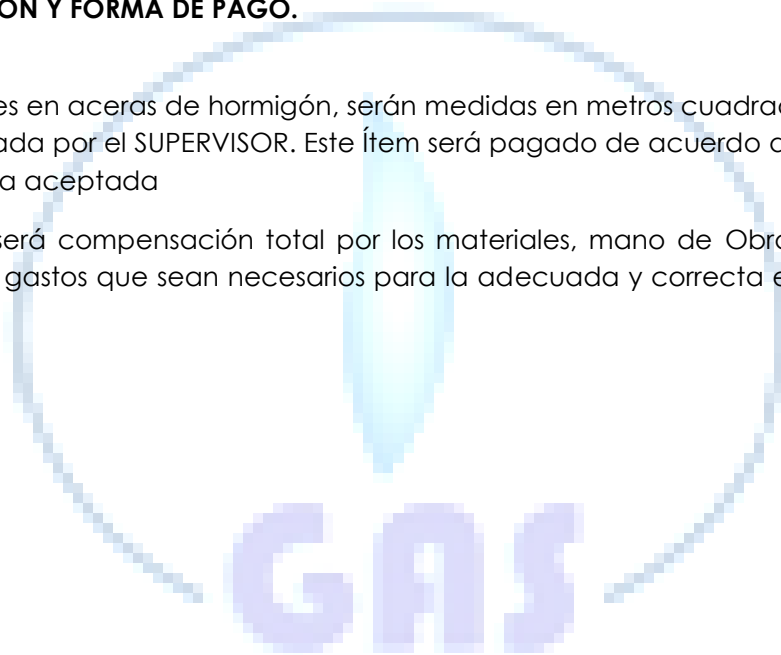 ÓN Y FORMA DE PAGO.
es en aceras de hormigón, serán medidas en metros cuadrad
ada por el SUPERVISOR. Este Ítem será pagado de acuerdo
a aceptada
será compensación total por los materiales, mano de Obra
gastos que sean necesarios para la adecuada y correcta e
GAS